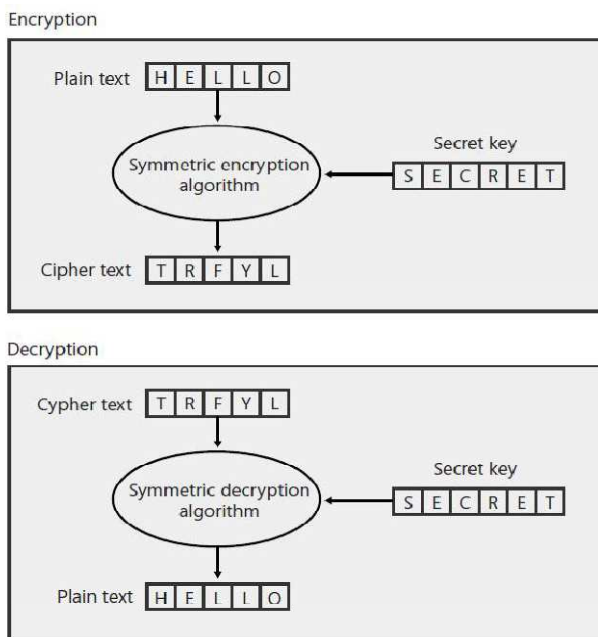 Encryption
Plain text H E L L O
Secret key
Symmetric encryption
algorithm
S E C R E T
Cipher text T R F Y L
Decryption
Cypher text T R F Y L
Secret key
Symmetric decryption
algorithm
S E C R E T
Plain text H E L L O